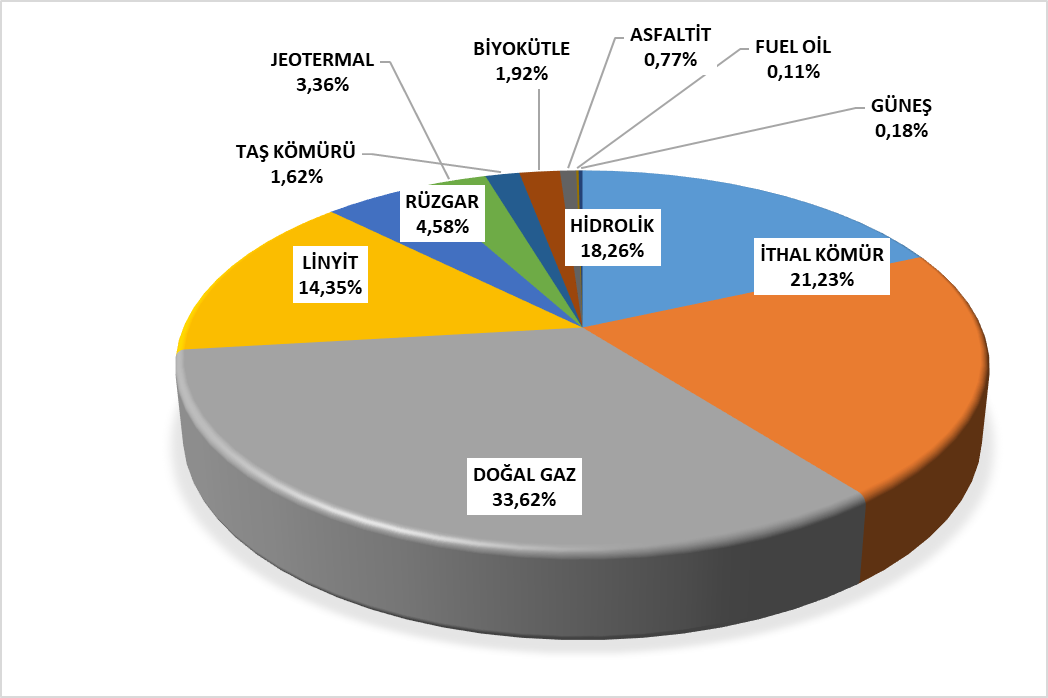 ASFALTİT
0,77%
FUEL OİL
0,11%
BİYOKÜTLE
1,92%
JEOTERMAL
3,36%
GÜNEŞ
0,18%
TAŞ KÖMÜRÜ
1,62%
RÜZGAR
4,58%
HİDROLİK
18,26%
İTHAL KÖMÜR
21,23%
LİNYİT
14,35%
DOĞAL GAZ
33,62%